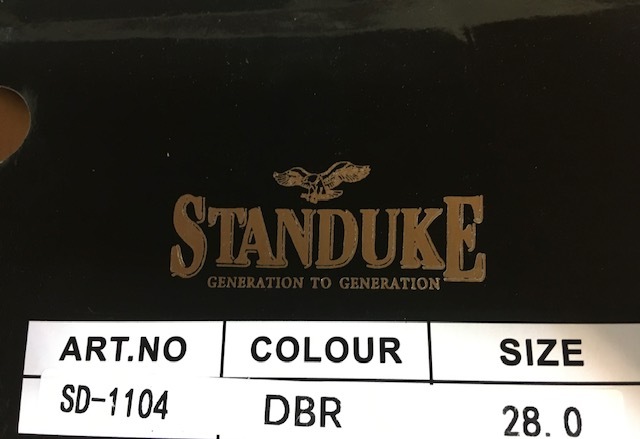 STANDUKE
GENERATION TO GENERATION
ART.NO COLOUR SIZE
SD-1104 DBR 28.0